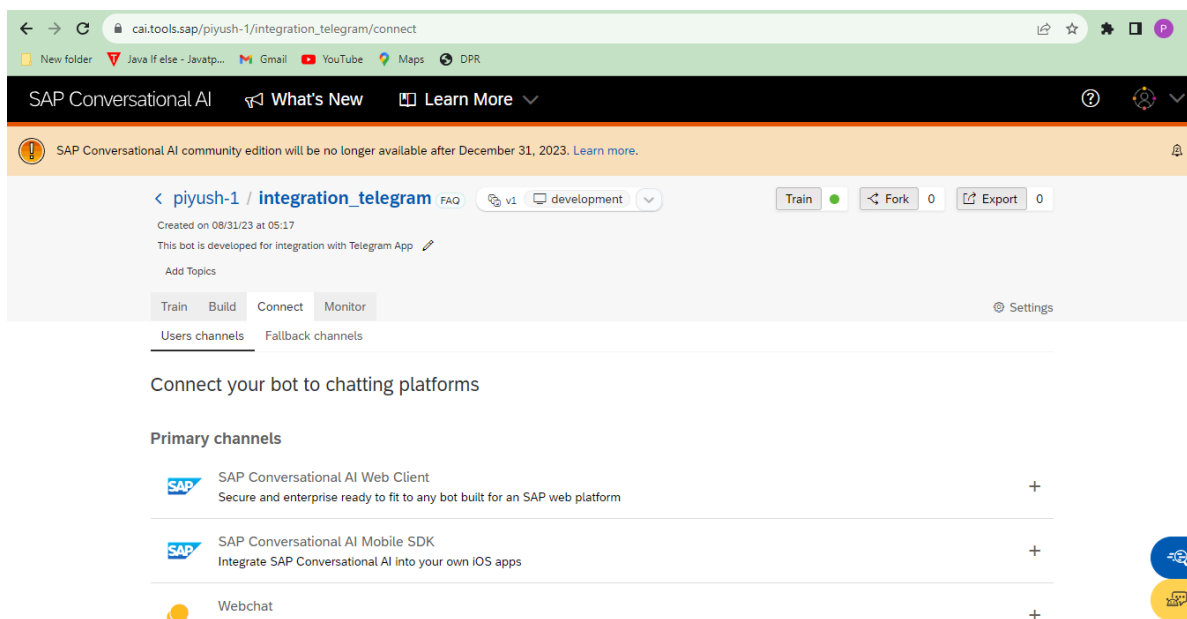 cai.tools.sap/piyush-1/integration_telegram/connect
P
New folder Java If else - Javatp... Gmail YouTube Maps DPR
SAP Conversational AI What's New Learn More
SAP Conversational AI community edition will be no longer available after December 31, 2023. Learn more.
piyush-1 / integration_telegram FAQ v1 development Train Fork 0 Export 0
Created on 08/31/23 at 05:17
This bot is developed for integration with Telegram App
Add Topics
Train Build Connect Monitor Settings
Users channels Fallback channels
Connect your bot to chatting platforms
Primary channels
SAP SAP Conversational AI Web Client
Secure and enterprise ready to fit to any bot built for an SAP web platform
SAP SAP Conversational AI Mobile SDK
Integrate SAP Conversational AI into your own iOS apps
Webchat